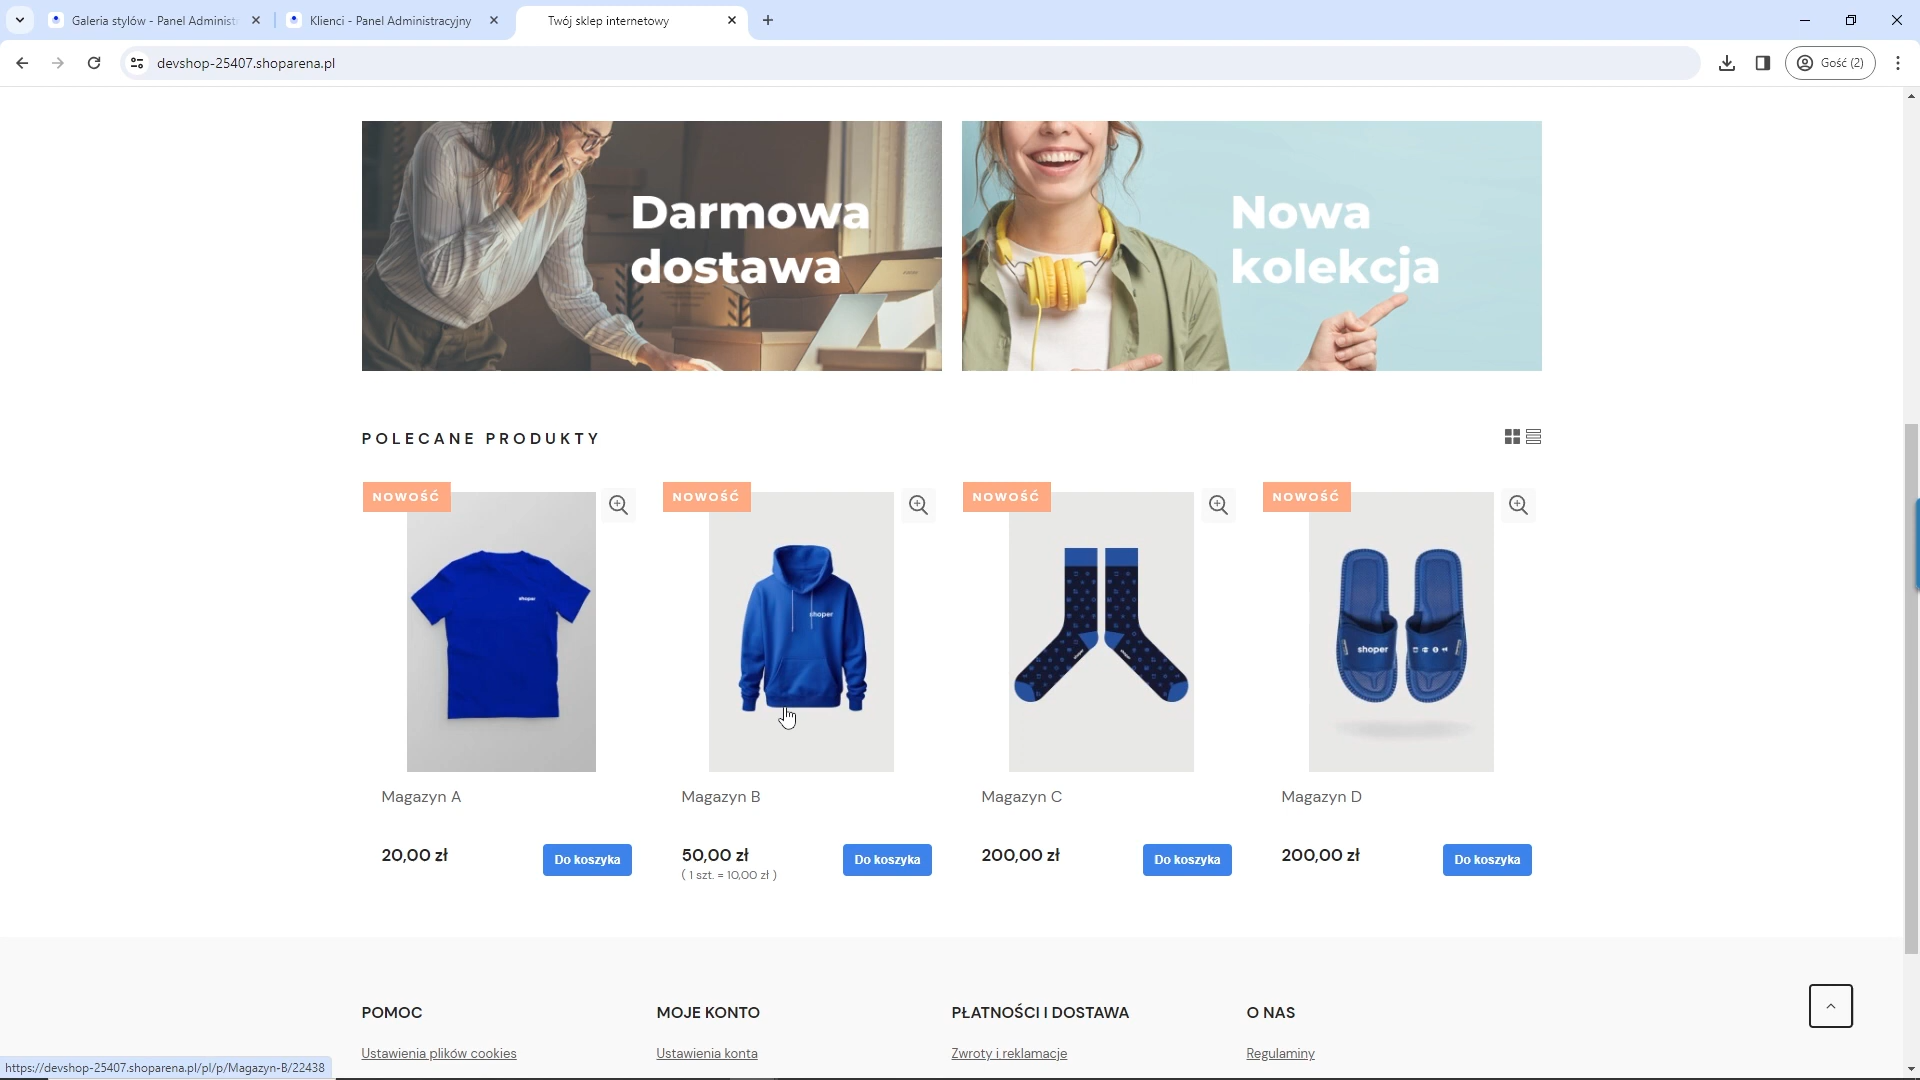 Galeria stylów - Panel Administr
Klienci - Panel Administracyjny
Twój sklep internetowy
devshop-25407.shoparena.pl
Gość (2)
Darmowa
dostawa
Nowa
kolekcja
POLECANE PRODUKTY
NOWOŚĆ
NOWOŚĆ
NOWOŚĆ
NOWOŚĆ
shoper
shoper
shoper
Magazyn A
Magazyn B
Magazyn C
Magazyn D
20,00 zł
Do koszyka
50,00 zł
( 1 szt. = 10,00 zł )
Do koszyka
200,00 zł
Do koszyka
200,00 zł
Do koszyka
POMOC
MOJE KONTO
PŁATNOŚCI I DOSTAWA
O NAS
Ustawienia plików cookies
Ustawienia konta
Zwroty i reklamacje
Regulaminy
https://devshop-25407.shoparena.pl/pl/p/Magazyn-B/22438